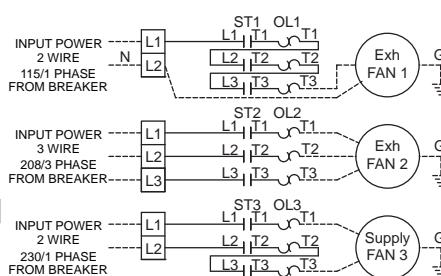 ST1 OL1
INPUT POWER
2 WIRE
115/1 PHASE
FROM BREAKER
N
L1
L2
L1 T1 T1
L2 T2 T2
L3 T3 T3
Exh
FAN 1
G
ST2 OL2
INPUT POWER
3 WIRE
208/3 PHASE
FROM BREAKER
L1
L2
L3
L1 T1 T1
L2 T2 T2
L3 T3 T3
Exh
FAN 2
G
ST3 OL3
INPUT POWER
2 WIRE
230/1 PHASE
FROM BREAKER
L1
L2
L1 T1 T1
L2 T2 T2
L3 T3 T3
Supply
FAN 3
G